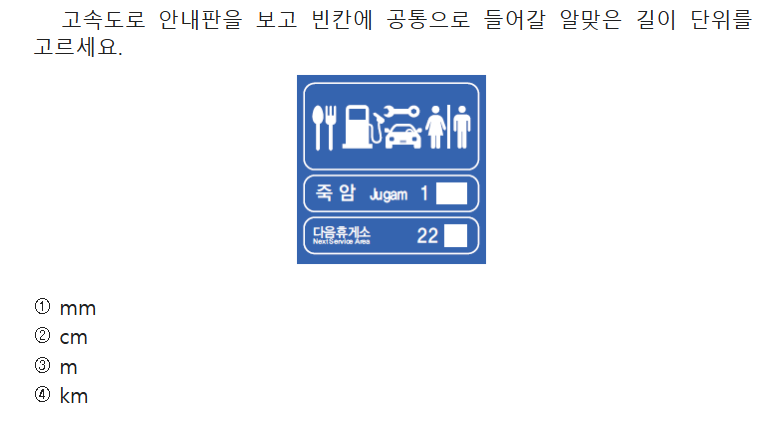 고속도로 안내판을 보고 빈칸에 공통으로 들어갈 알맞은 길이 단위를
고르세요.
죽암 Jugam 1
다음휴게소 22
Next Service Area
① mm
② cm
③ m
④ km